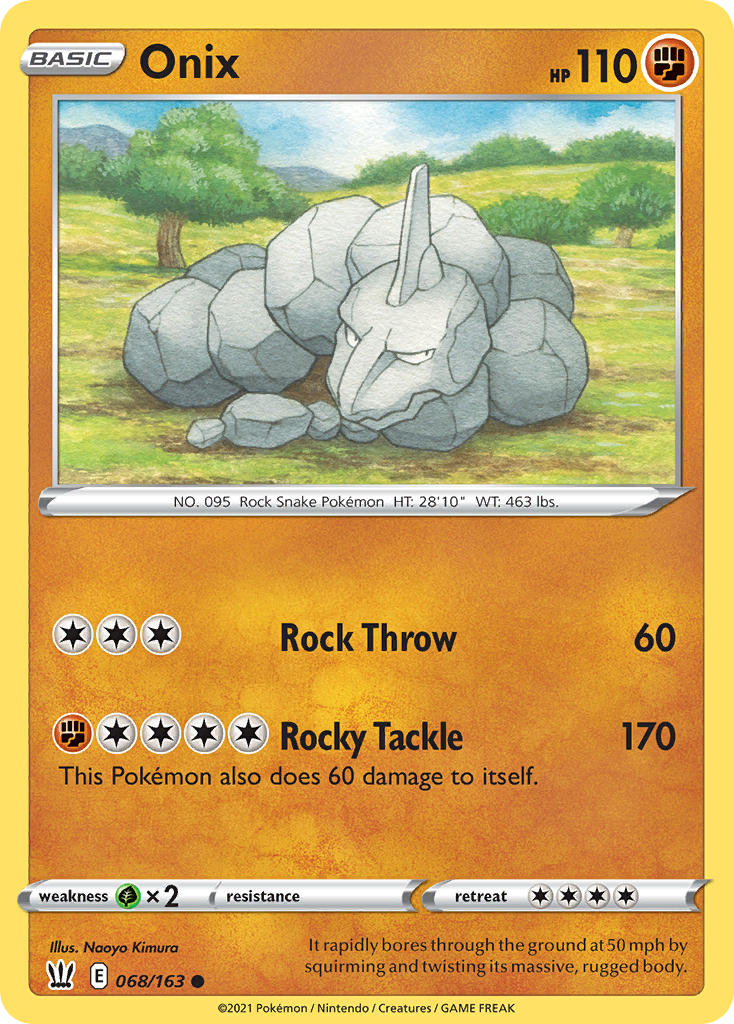 BASIC Onix HP 110
NO. 095 Rock Snake Pokémon HT: 28'10" WT: 463 lbs.
Rock Throw 60
Rocky Tackle 170
This Pokémon also does 60 damage to itself.
weakness ×2 resistance retreat
Illus. Naoyo Kimura
It rapidly bores through the ground at 50 mph by
squirming and twisting its massive, rugged body.
E 068/163
©2021 Pokémon / Nintendo / Creatures / GAME FREAK